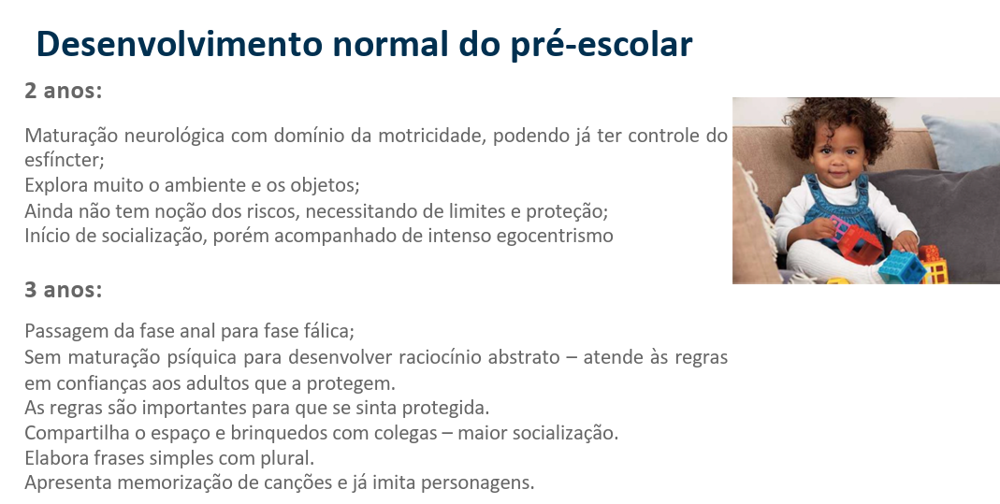 Desenvolvimento normal do pré-escolar
2 anos:
Maturação neurológica com domínio da motricidade, podendo já ter controle do
esfíncter;
Explora muito o ambiente e os objetos;
Ainda não tem noção dos riscos, necessitando de limites e proteção;
Início de socialização, porém acompanhado de intenso egocentrismo
3 anos:
Passagem da fase anal para fase fálica;
Sem maturação psíquica para desenvolver raciocínio abstrato – atende às regras
em confianças aos adultos que a protegem.
As regras são importantes para que se sinta protegida.
Compartilha o espaço e brinquedos com colegas – maior socialização.
Elabora frases simples com plural.
Apresenta memorização de canções e já imita personagens.